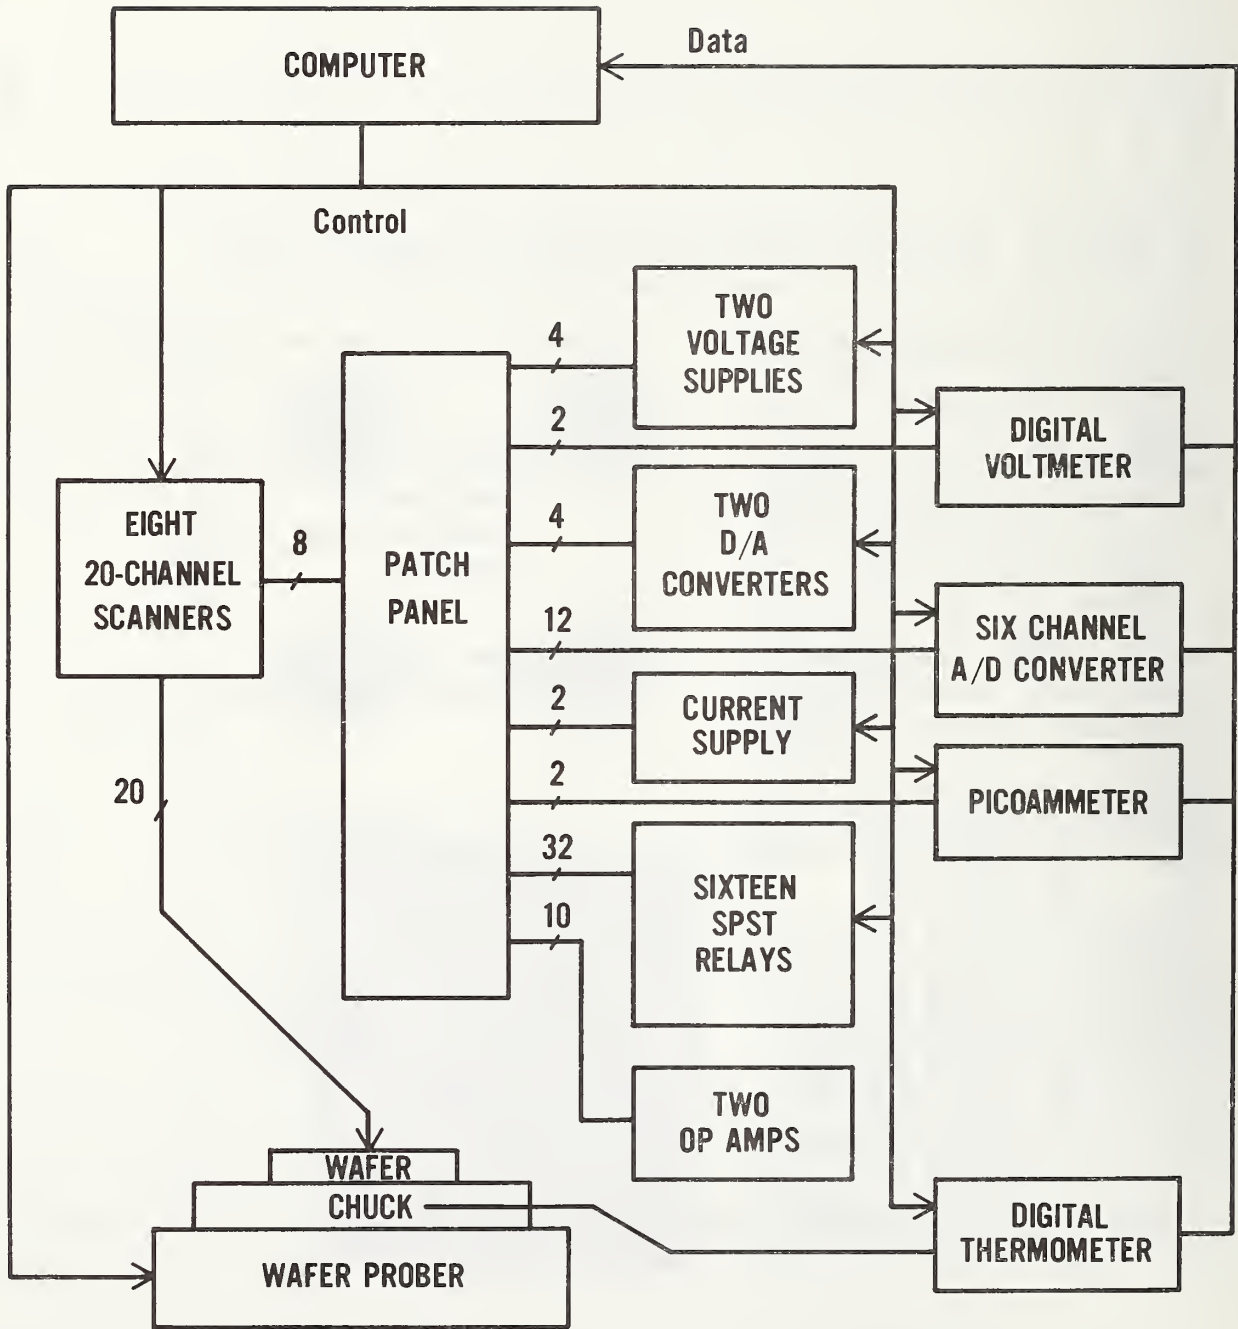 COMPUTER
Data
Control
TWO
VOLTAGE
SUPPLIES
4
2
DIGITAL
VOLTMETER
EIGHT
20-CHANNEL
SCANNERS
8
PATCH
PANEL
4
TWO
D/A
CONVERTERS
12
SIX CHANNEL
A/D CONVERTER
2
CURRENT
SUPPLY
20
2
PICOAMMETER
32
SIXTEEN
SPST
RELAYS
10
TWO
OP AMPS
WAFER
CHUCK
WAFER PROBER
DIGITAL
THERMOMETER